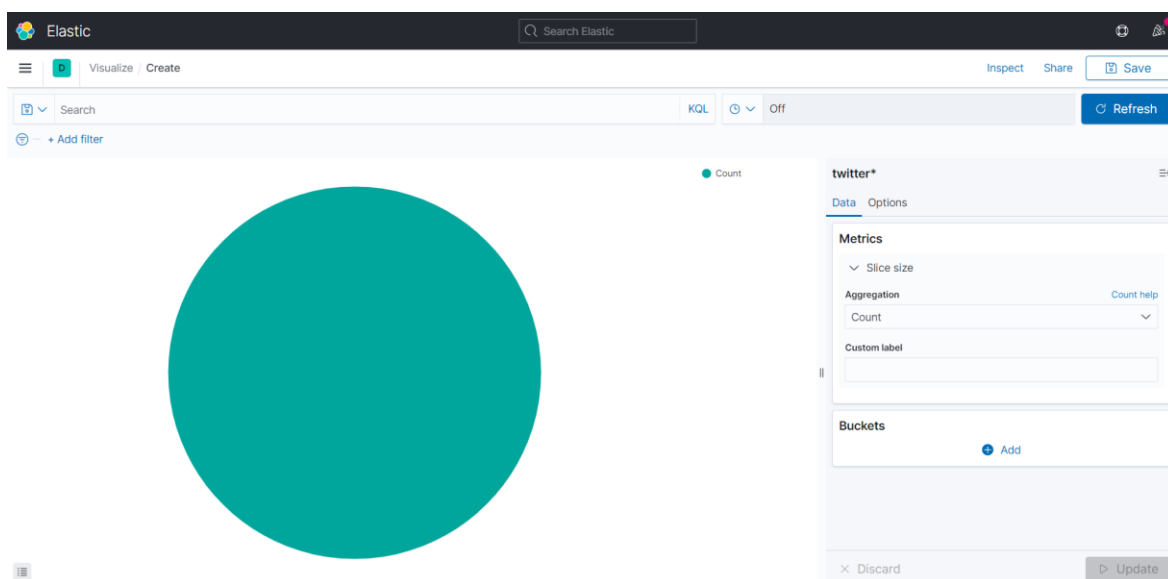 Elastic
Search Elastic
D
Visualize / Create
Inspect Share Save
Search KQL Off Refresh
+ Add filter
Count
twitter*
Data Options
Metrics
Slice size
Aggregation Count help
Count
Custom label
Buckets
Add
× Discard Update